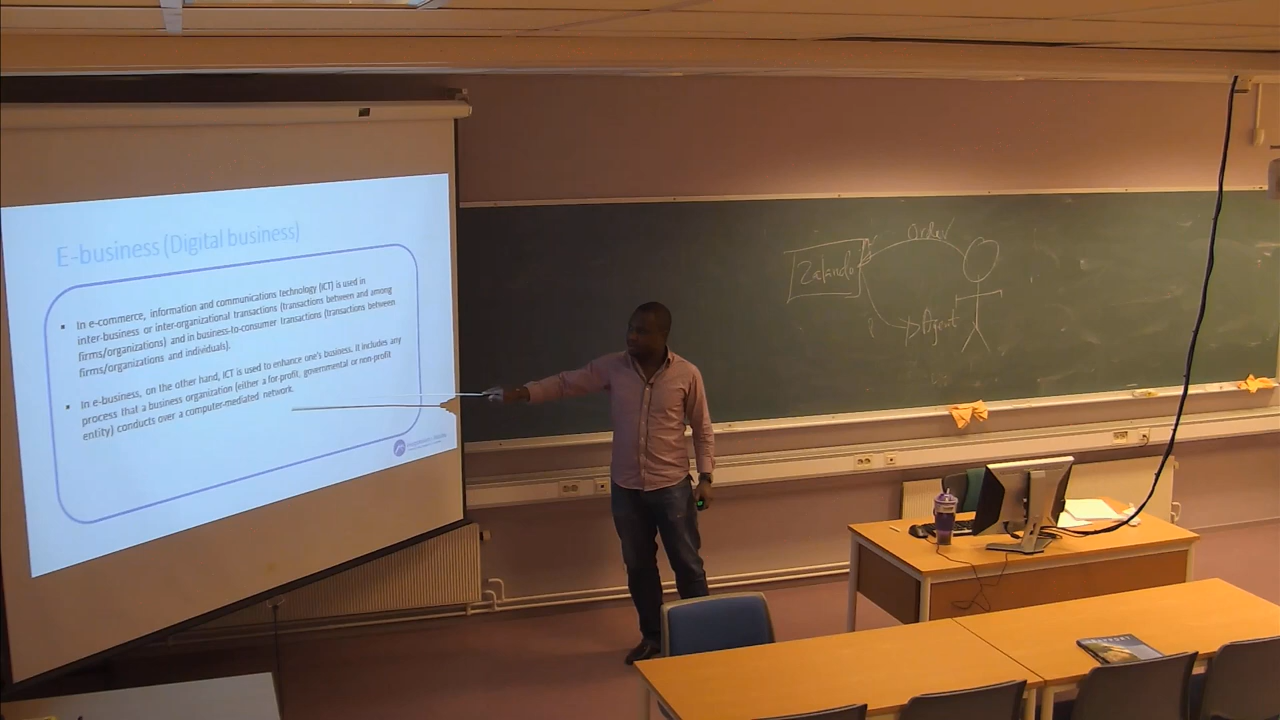 E-business (Digital business)
▪ In e-commerce, information and communications technology (ICT) is used in
inter-business or inter-organizational transactions (transactions between and among
firms/organizations) and in business-to-consumer transactions (transactions between
firms/organizations and individuals).
▪ In e-business, on the other hand, ICT is used to enhance one's business. It includes any
process that a business organization (either a for-profit, governmental or non-profit
entity) conducts over a computer-mediated network.
Order
Zalando
? Agent